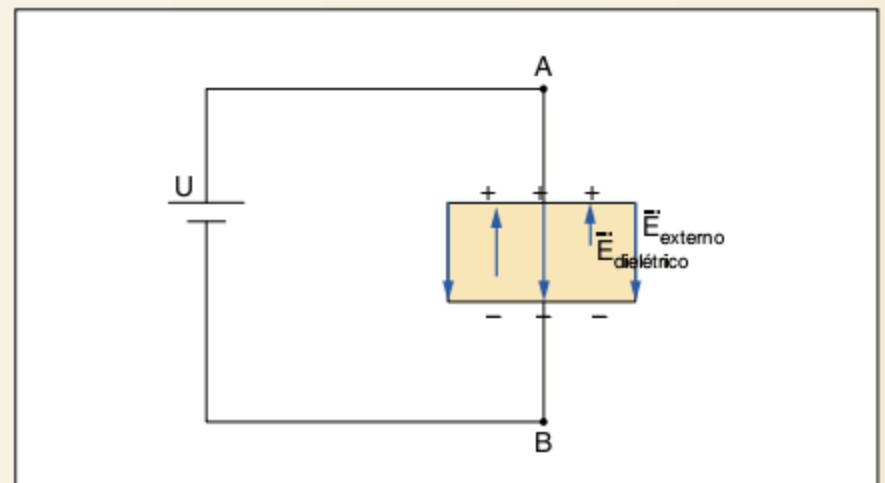 A
U
+ + +
E externo
E dielétrico
– – –
B